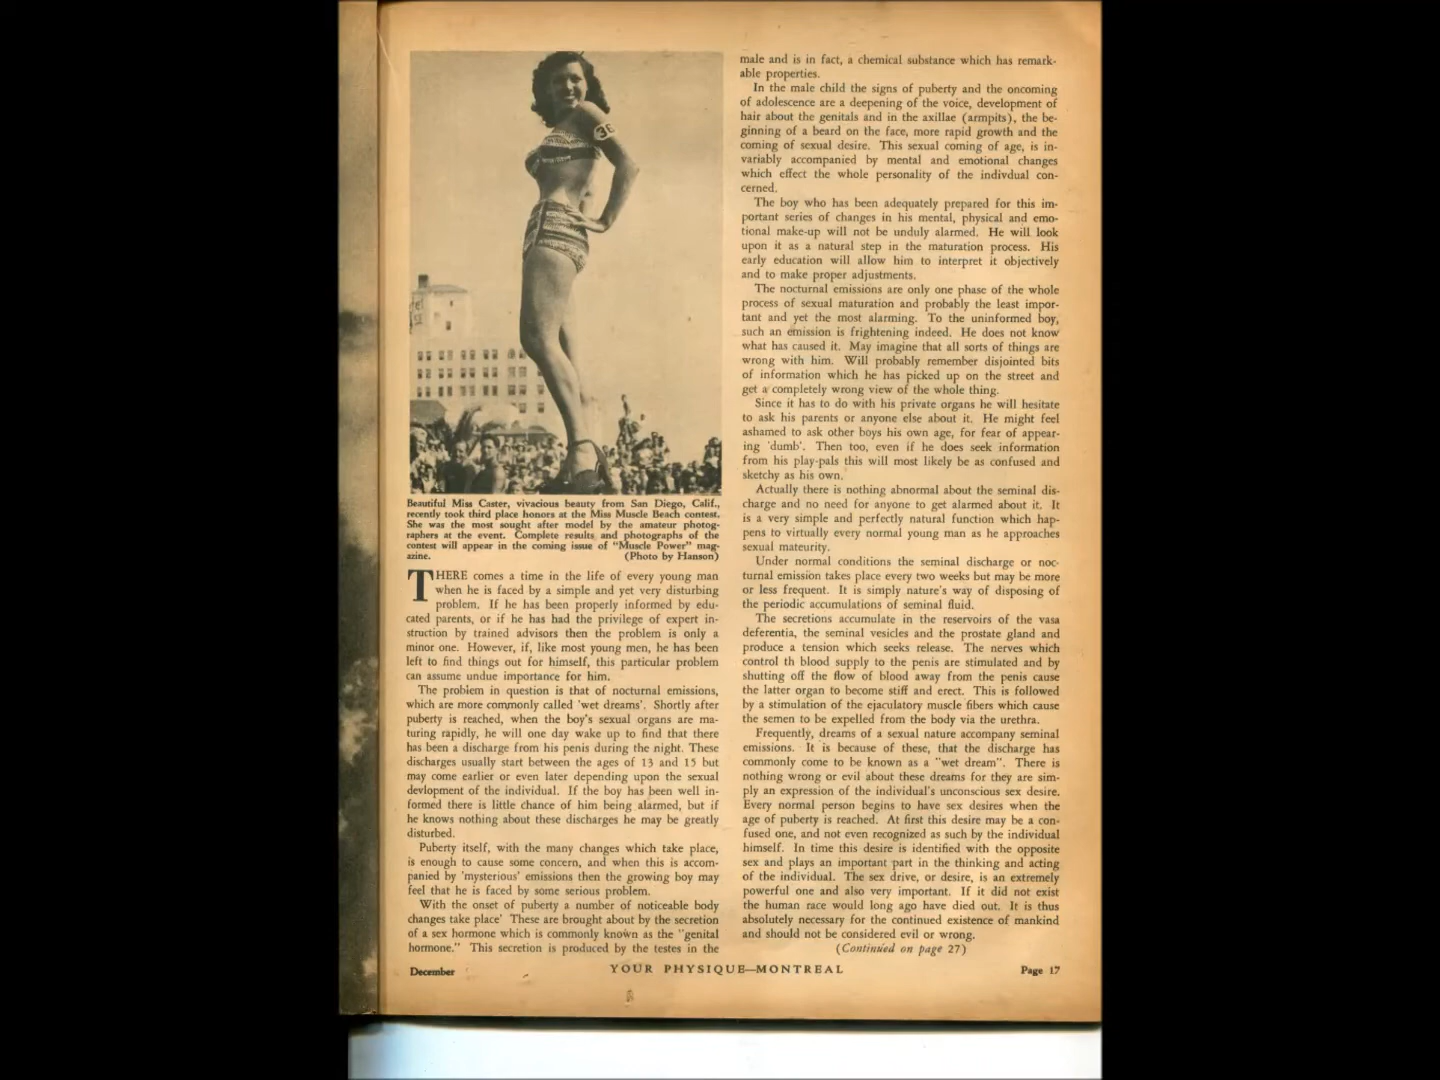 36
Beautiful Miss Caster, vivacious beauty from San Diego, Calif.,
recently took third place honors at the Miss Muscle Beach contest.
She was the most sought after model by the amateur photog-
raphers at the event. Complete results and photographs of the
contest will appear in the coming issue of "Muscle Power" mag-
azine. (Photo by Hanson)
THERE comes a time in the life of every young man
when he is faced by a simple and yet very disturbing
problem. If he has been properly informed by edu-
cated parents, or if he has had the privilege of expert in-
struction by trained advisors then the problem is only a
minor one. However, if, like most young men, he has been
left to find things out for himself, this particular problem
can assume undue importance for him.
The problem in question is that of nocturnal emissions,
which are more commonly called 'wet dreams'. Shortly after
puberty is reached, when the boy's sexual organs are ma-
turing rapidly, he will one day wake up to find that there
has been a discharge from his penis during the night. These
discharges usually start between the ages of 13 and 15 but
may come earlier or even later depending upon the sexual
devlopment of the individual. If the boy has been well in-
formed there is little chance of him being alarmed, but if
he knows nothing about these discharges he may be greatly
disturbed.
Puberty itself, with the many changes which take place,
is enough to cause some concern, and when this is accom-
panied by 'mysterious' emissions then the growing boy may
feel that he is faced by some serious problem.
With the onset of puberty a number of noticeable body
changes take place' These are brought about by the secretion
of a sex hormone which is commonly known as the "genital
hormone." This secretion is produced by the testes in the
male and is in fact, a chemical substance which has remark-
able properties.
In the male child the signs of puberty and the oncoming
of adolescence are a deepening of the voice, development of
hair about the genitals and in the axillae (armpits), the be-
ginning of a beard on the face, more rapid growth and the
coming of sexual desire. This sexual coming of age, is in-
variably accompanied by mental and emotional changes
which effect the whole personality of the indivdual con-
cerned.
The boy who has been adequately prepared for this im-
portant series of changes in his mental, physical and emo-
tional make-up will not be unduly alarmed. He will look
upon it as a natural step in the maturation process. His
early education will allow him to interpret it objectively
and to make proper adjustments.
The nocturnal emissions are only one phase of the whole
process of sexual maturation and probably the least impor-
tant and yet the most alarming. To the uninformed boy,
such an emission is frightening indeed. He does not know
what has caused it. May imagine that all sorts of things are
wrong with him. Will probably remember disjointed bits
of information which he has picked up on the street and
get a completely wrong view of the whole thing.
Since it has to do with his private organs he will hesitate
to ask his parents or anyone else about it. He might feel
ashamed to ask other boys his own age, for fear of appear-
ing 'dumb'. Then too, even if he does seek information
from his play-pals this will most likely be as confused and
sketchy as his own.
Actually there is nothing abnormal about the seminal dis-
charge and no need for anyone to get alarmed about it. It
is a very simple and perfectly natural function which hap-
pens to virtually every normal young man as he approaches
sexual mateurity.
Under normal conditions the seminal discharge or noc-
turnal emission takes place every two weeks but may be more
or less frequent. It is simply nature's way of disposing of
the periodic accumulations of seminal fluid.
The secretions accumulate in the reservoirs of the vasa
deferentia, the seminal vesicles and the prostate gland and
produce a tension which seeks release. The nerves which
control th blood supply to the penis are stimulated and by
shutting off the flow of blood away from the penis cause
the latter organ to become stiff and erect. This is followed
by a stimulation of the ejaculatory muscle fibers which cause
the semen to be expelled from the body via the urethra.
Frequently, dreams of a sexual nature accompany seminal
emissions. It is because of these, that the discharge has
commonly come to be known as a "wet dream". There is
nothing wrong or evil about these dreams for they are sim-
ply an expression of the individual's unconscious sex desire.
Every normal person begins to have sex desires when the
age of puberty is reached. At first this desire may be a con-
fused one, and not even recognized as such by the individual
himself. In time this desire is identified with the opposite
sex and plays an important part in the thinking and acting
of the individual. The sex drive, or desire, is an extremely
powerful one and also very important. If it did not exist
the human race would long ago have died out. It is thus
absolutely necessary for the continued existence of mankind
and should not be considered evil or wrong.
(Continued on page 27)
December YOUR PHYSIQUE—MONTREAL Page 17